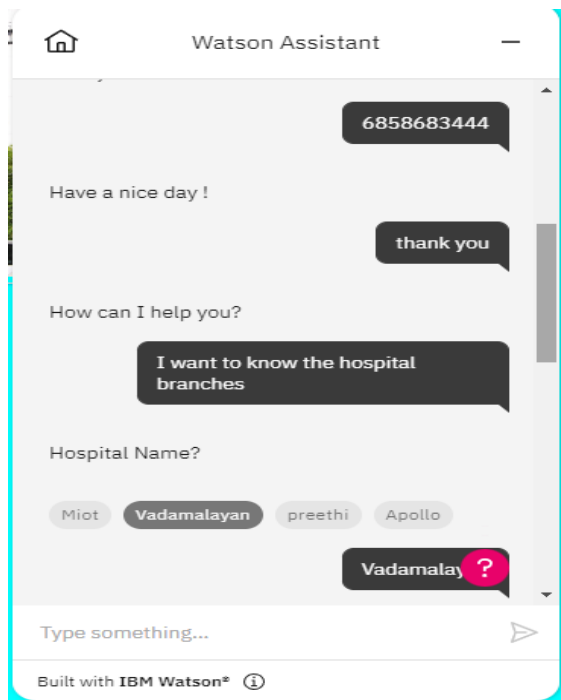 Watson Assistant
6858683444
Have a nice day !
thank you
How can I help you?
I want to know the hospital
branches
Hospital Name?
Miot Vadamalayan preethi Apollo
Vadamalay ?
Type something...
Built with IBM Watson®